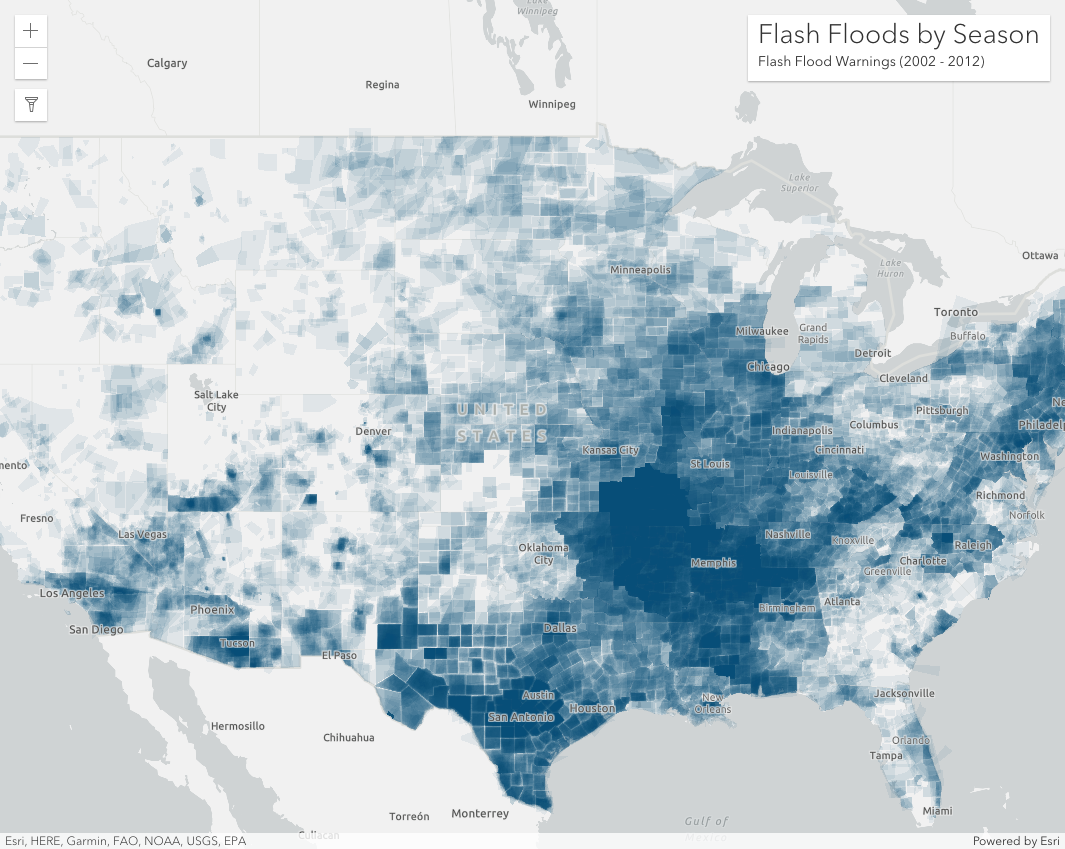 Lake
Winnipeg
Flash Floods by Season
Flash Flood Warnings (2002 - 2012)
Calgary
Regina
Winnipeg
Lake
Superior
Ottawa
Lake
Huron
Minneapolis
Toronto
Milwaukee
Grand
Rapids
Buffalo
Detroit
Chicago
Cleveland
Salt Lake
City
UNITED
STATES
Pittsburgh
Ne
Philadelp
Denver
Indianapolis
Columbus
Kansas City
Cincinnati
Washington
mento
St Louis
Louisville
Richmond
Norfolk
Fresno
Las Vegas
Nashville
Knoxville
Raleigh
Oklahoma
City
Memphis
Charlotte
Greenville
Los Angeles
Phoenix
Birmingham
Atlanta
San Diego
Dallas
Tucson
El Paso
Austin
New
Orleans
Jacksonville
San Antonio
Houston
Hermosillo
Chihuahua
Orlando
Tampa
Torreón
Monterrey
Miami
Gulf of
Mexico
Culiacan
Esri, HERE, Garmin, FAO, NOAA, USGS, EPA
Powered by Esri